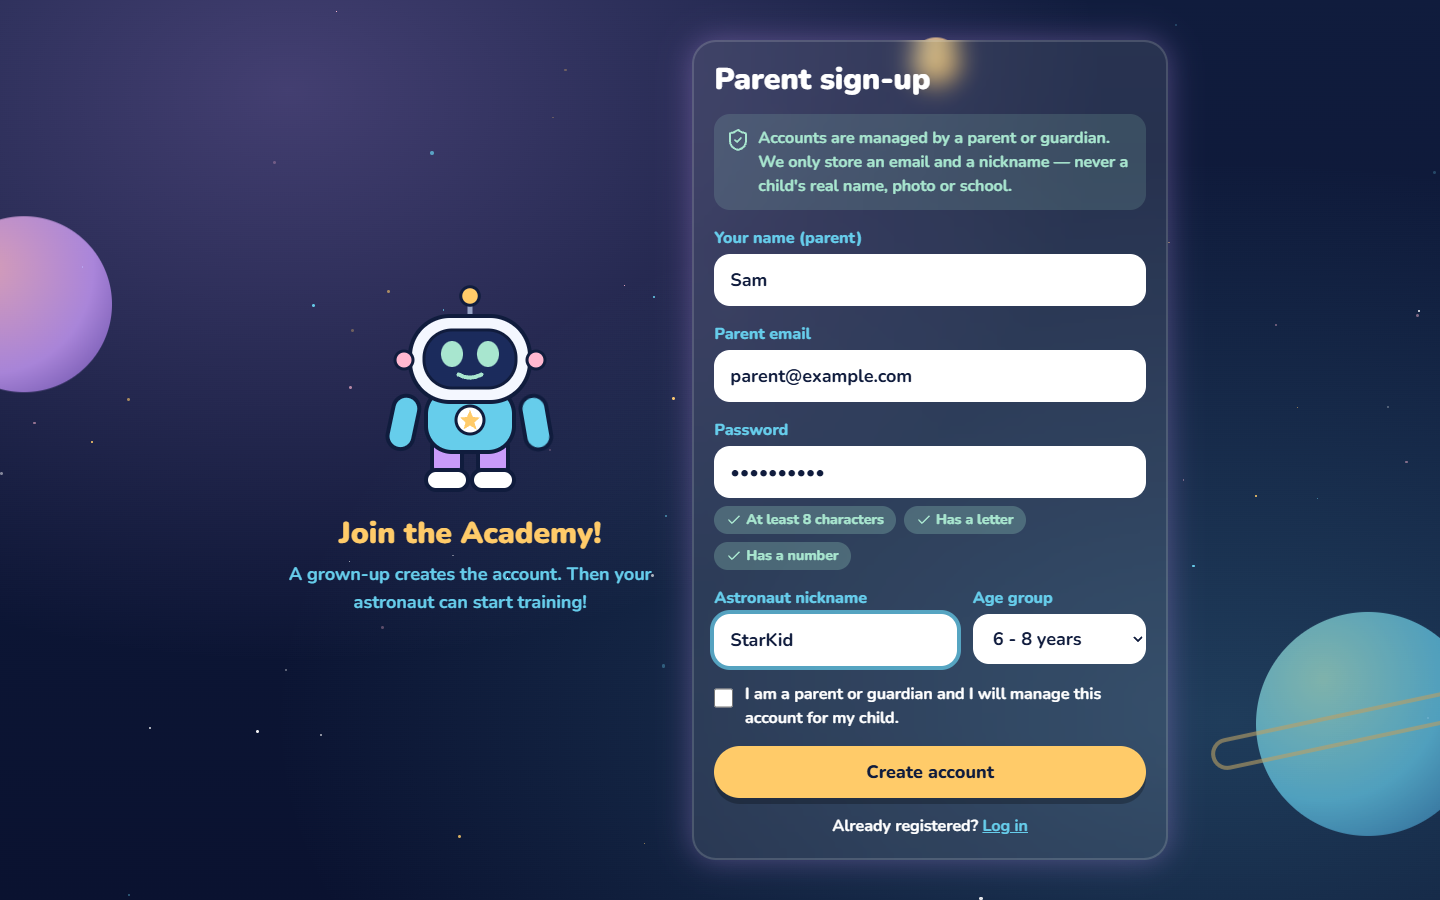 Join the Academy!
A grown-up creates the account. Then your
astronaut can start training!
Parent sign-up
Accounts are managed by a parent or guardian.
We only store an email and a nickname — never a
child's real name, photo or school.
Your name (parent)
Sam
Parent email
parent@example.com
Password
••••••••••
At least 8 characters
Has a letter
Has a number
Astronaut nickname
Age group
StarKid
6 - 8 years
I am a parent or guardian and I will manage this
account for my child.
Create account
Already registered? Log in